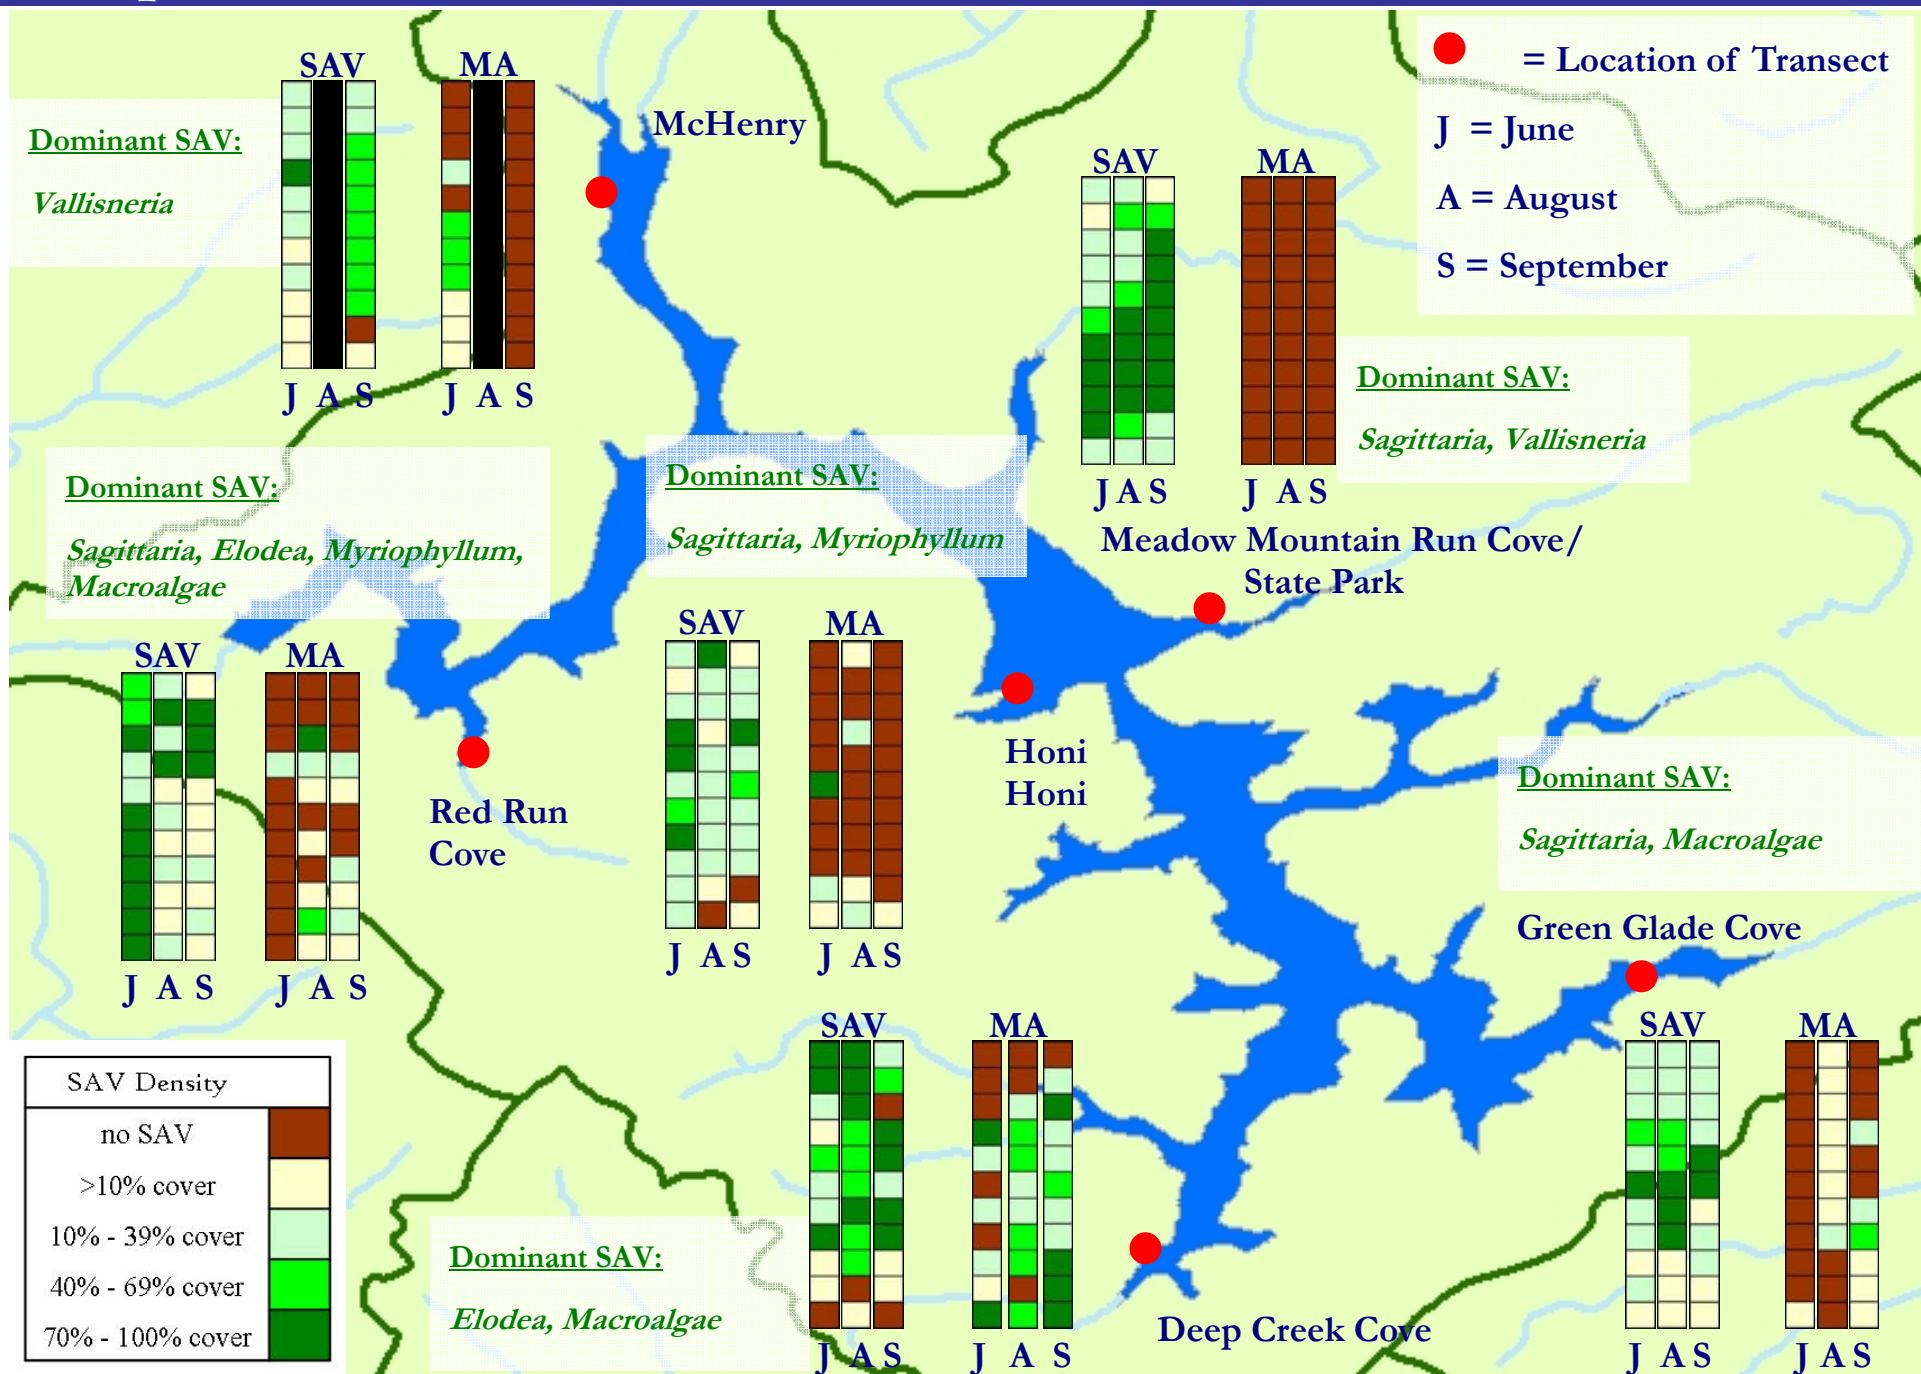 SAV MA
Dominant SAV:
Vallisneria
J A S J A S
McHenry
SAV MA
J A S J A S
= Location of Transect
J = June
A = August
S = September
Dominant SAV:
Sagittaria, Vallisneria
Meadow Mountain Run Cove/
State Park
Dominant SAV:
Sagittaria, Elodea, Myriophyllum,
Macroalgae
SAV MA
J A S J A S
Red Run
Cove
Dominant SAV:
Sagittaria, Myriophyllum
SAV MA
J A S J A S
Honi
Honi
Dominant SAV:
Sagittaria, Macroalgae
Green Glade Cove
SAV MA
J A S J A S
SAV MA
J A S J A S
Dominant SAV:
Elodea, Macroalgae
Deep Creek Cove
SAV Density
no SAV
>10% cover
10% - 39% cover
40% - 69% cover
70% - 100% cover